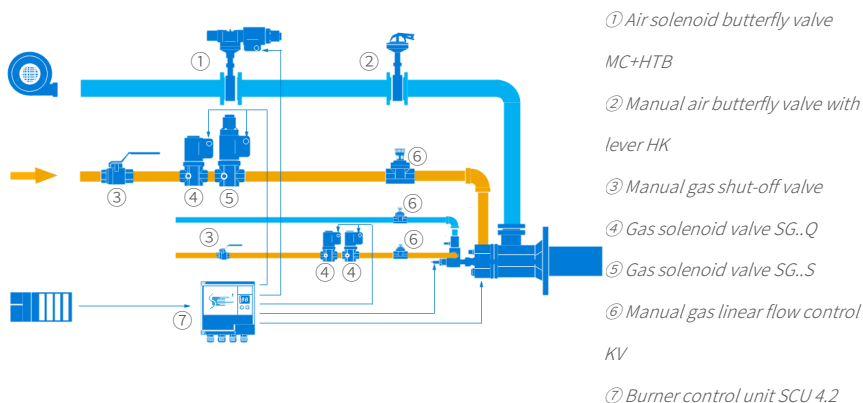 ① Air solenoid butterfly valve
MC+HTB
② Manual air butterfly valve with
lever HK
③ Manual gas shut-off valve
④ Gas solenoid valve SG..Q
⑤ Gas solenoid valve SG..S
⑥ Manual gas linear flow control
KV
⑦ Burner control unit SCU 4.2
①
②
③
④
⑤
⑥
⑥
③
④
④
⑥
⑦